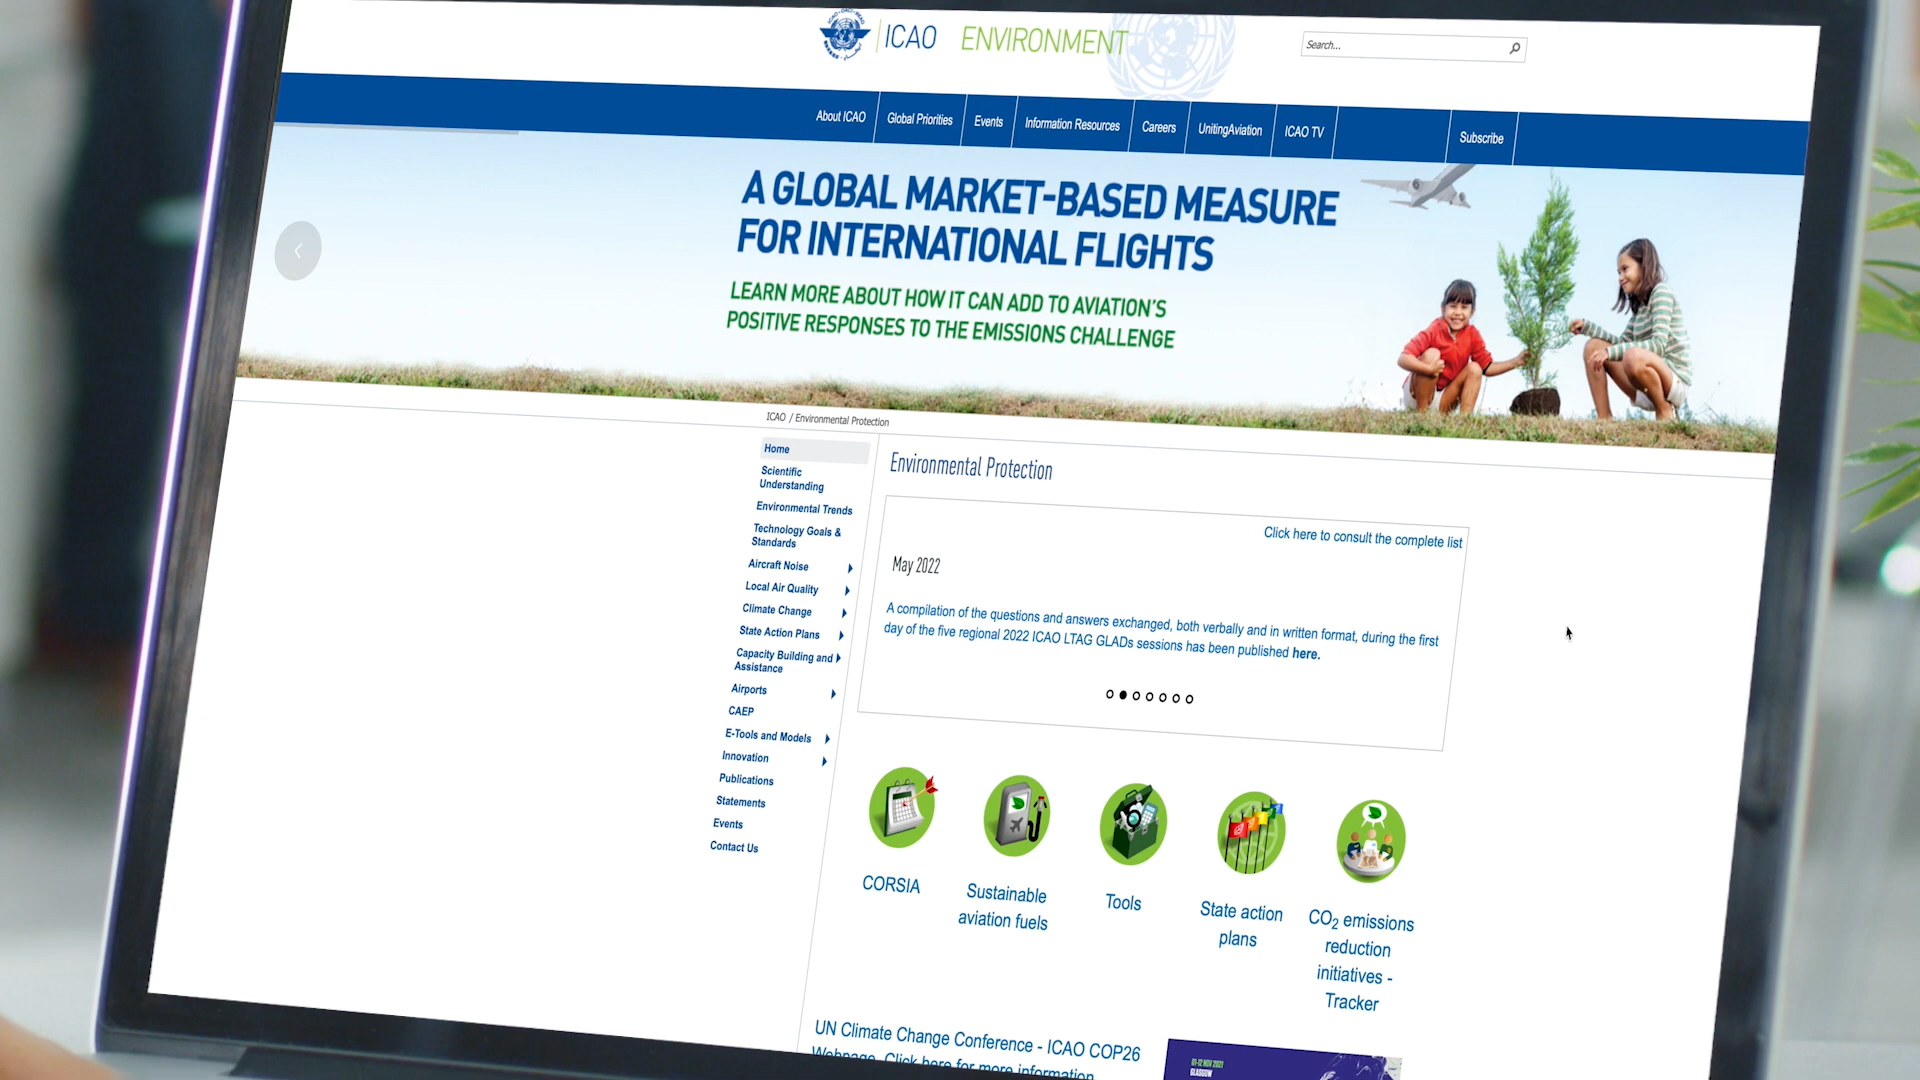 ICAO ENVIRONMENT
Search...
About ICAO
Global Priorities
Events
Information Resources
Careers
UnitingAviation
ICAO TV
Subscribe
A GLOBAL MARKET-BASED MEASURE
FOR INTERNATIONAL FLIGHTS
LEARN MORE ABOUT HOW IT CAN ADD TO AVIATION'S
POSITIVE RESPONSES TO THE EMISSIONS CHALLENGE
ICAO / Environmental Protection
Home
Scientific
Understanding
Environmental Trends
Technology Goals &
Standards
Aircraft Noise
Local Air Quality
Climate Change
State Action Plans
Capacity Building and
Assistance
Airports
CAEP
E-Tools and Models
Innovation
Publications
Statements
Events
Contact Us
Environmental Protection
Click here to consult the complete list
May 2022
A compilation of the questions and answers exchanged, both verbally and in written format, during the first
day of the five regional 2022 ICAO LTAG GLADs sessions has been published here.
CORSIA
Sustainable
aviation fuels
Tools
State action
plans
CO2 emissions
reduction
initiatives -
Tracker
UN Climate Change Conference - ICAO COP26
Webpage. Click here for more information
01-12 NOV 2021
GLASGOW